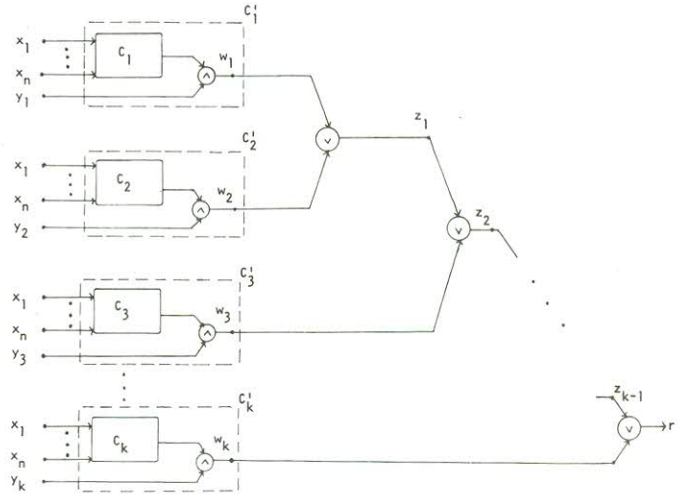 C'₁
x₁
C₁
w₁
xₙ
∧
y₁
z₁
C'₂
∨
x₁
C₂
w₂
xₙ
∧
y₂
z₂
∨
C'₃
x₁
C₃
w₃
xₙ
∧
y₃
C'ₖ
zₖ₋₁
x₁
Cₖ
wₖ
∨
r
xₙ
∧
yₖ